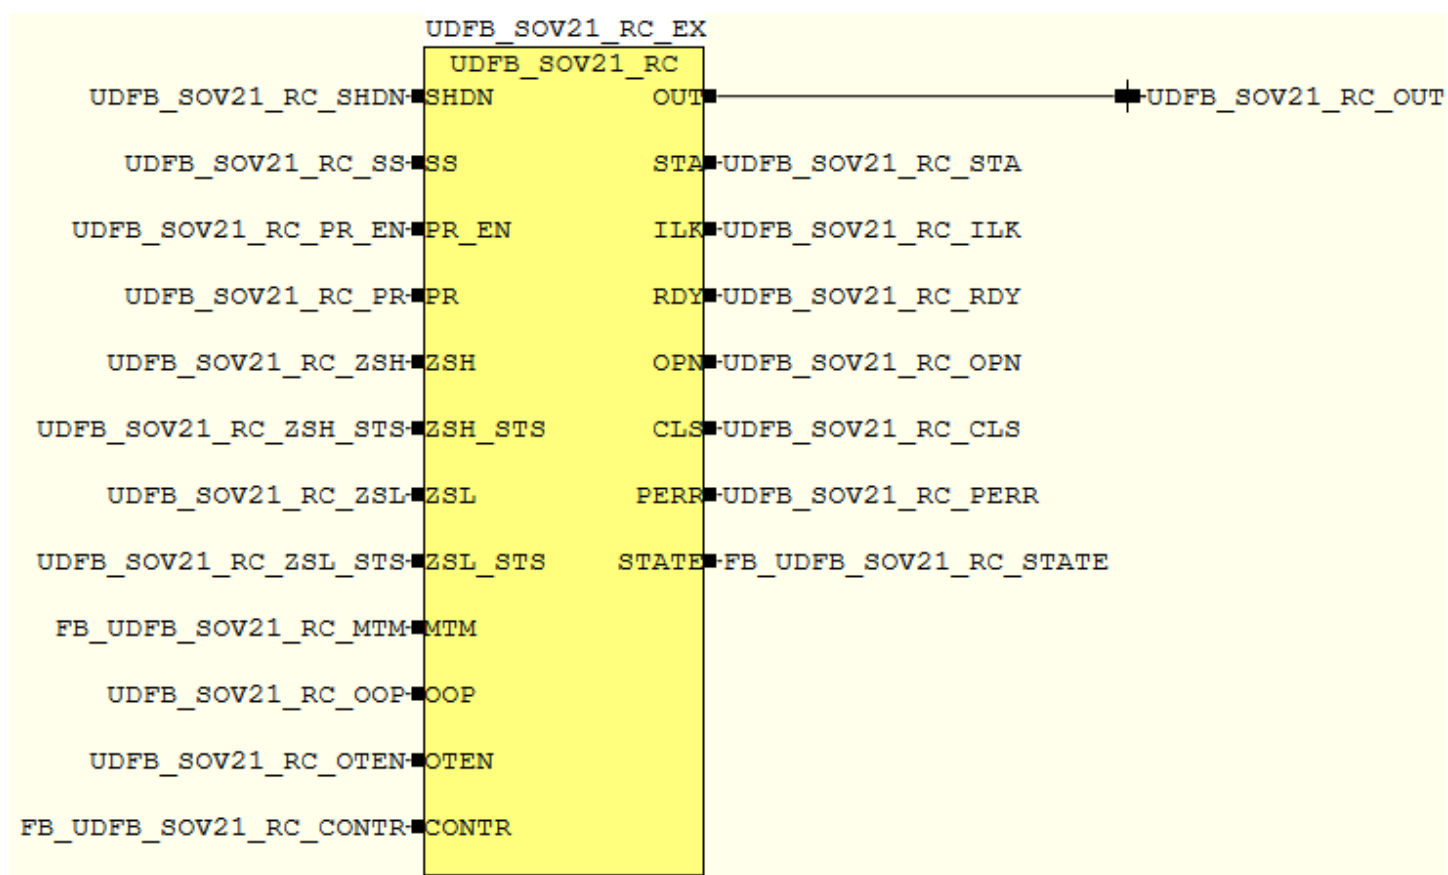 UDFB_SOV21_RC_EX
UDFB_SOV21_RC
UDFB_SOV21_RC_SHDN SHDN OUT UDFB_SOV21_RC_OUT
UDFB_SOV21_RC_SS SS STA UDFB_SOV21_RC_STA
UDFB_SOV21_RC_PR_EN PR_EN ILK UDFB_SOV21_RC_ILK
UDFB_SOV21_RC_PR PR RDY UDFB_SOV21_RC_RDY
UDFB_SOV21_RC_ZSH ZSH OPN UDFB_SOV21_RC_OPN
UDFB_SOV21_RC_ZSH_STS ZSH_STS CLS UDFB_SOV21_RC_CLS
UDFB_SOV21_RC_ZSL ZSL PERR UDFB_SOV21_RC_PERR
UDFB_SOV21_RC_ZSL_STS ZSL_STS STATE FB_UDFB_SOV21_RC_STATE
FB_UDFB_SOV21_RC_MTM MTM
UDFB_SOV21_RC_OOP OOP
UDFB_SOV21_RC_OTEN OTEN
FB_UDFB_SOV21_RC_CONTR CONTR